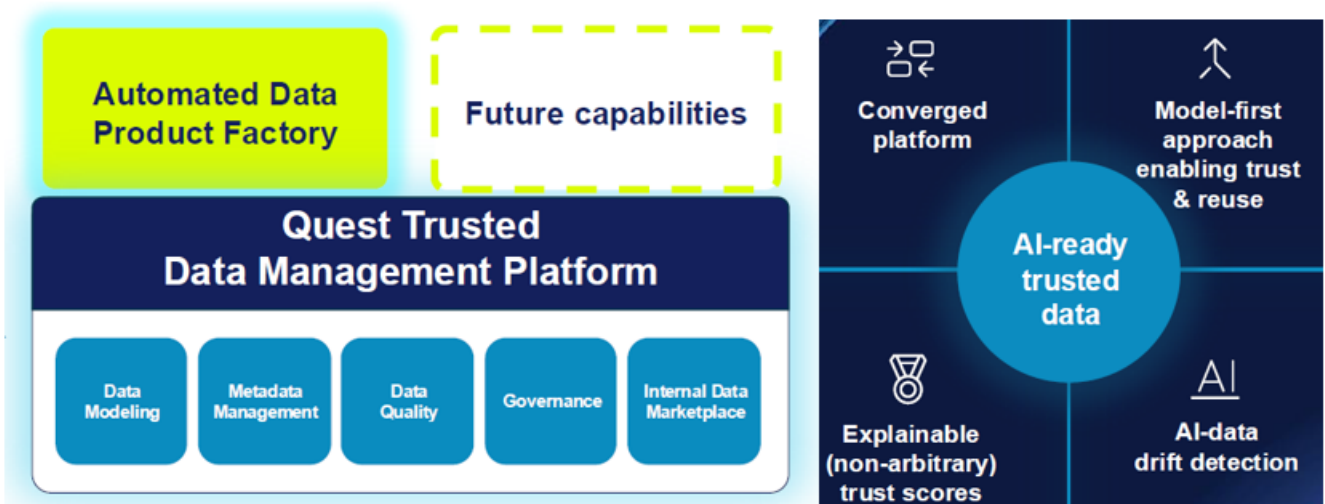 Automated Data
Product Factory
Future capabilities
Quest Trusted
Data Management Platform
Data
Modeling
Metadata
Management
Data
Quality
Governance
Internal Data
Marketplace
Converged
platform
Model-first
approach
enabling trust
& reuse
AI-ready
trusted
data
Explainable
(non-arbitrary)
trust scores
AI
AI-data
drift detection